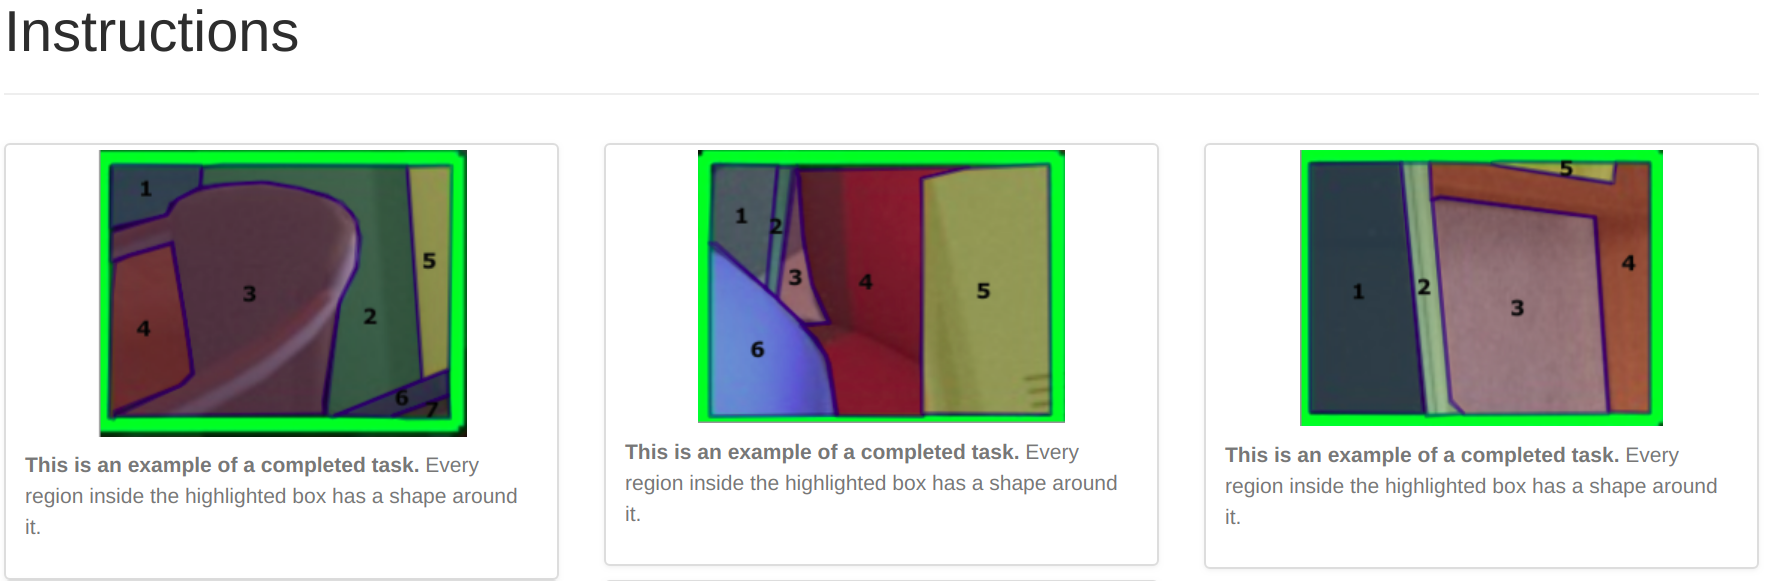 Instructions
1
2
3
4
5
6
7
This is an example of a completed task. Every
region inside the highlighted box has a shape around
it.
1
2
3
4
5
6
This is an example of a completed task. Every
region inside the highlighted box has a shape around
it.
1
2
3
4
5
This is an example of a completed task. Every
region inside the highlighted box has a shape around
it.